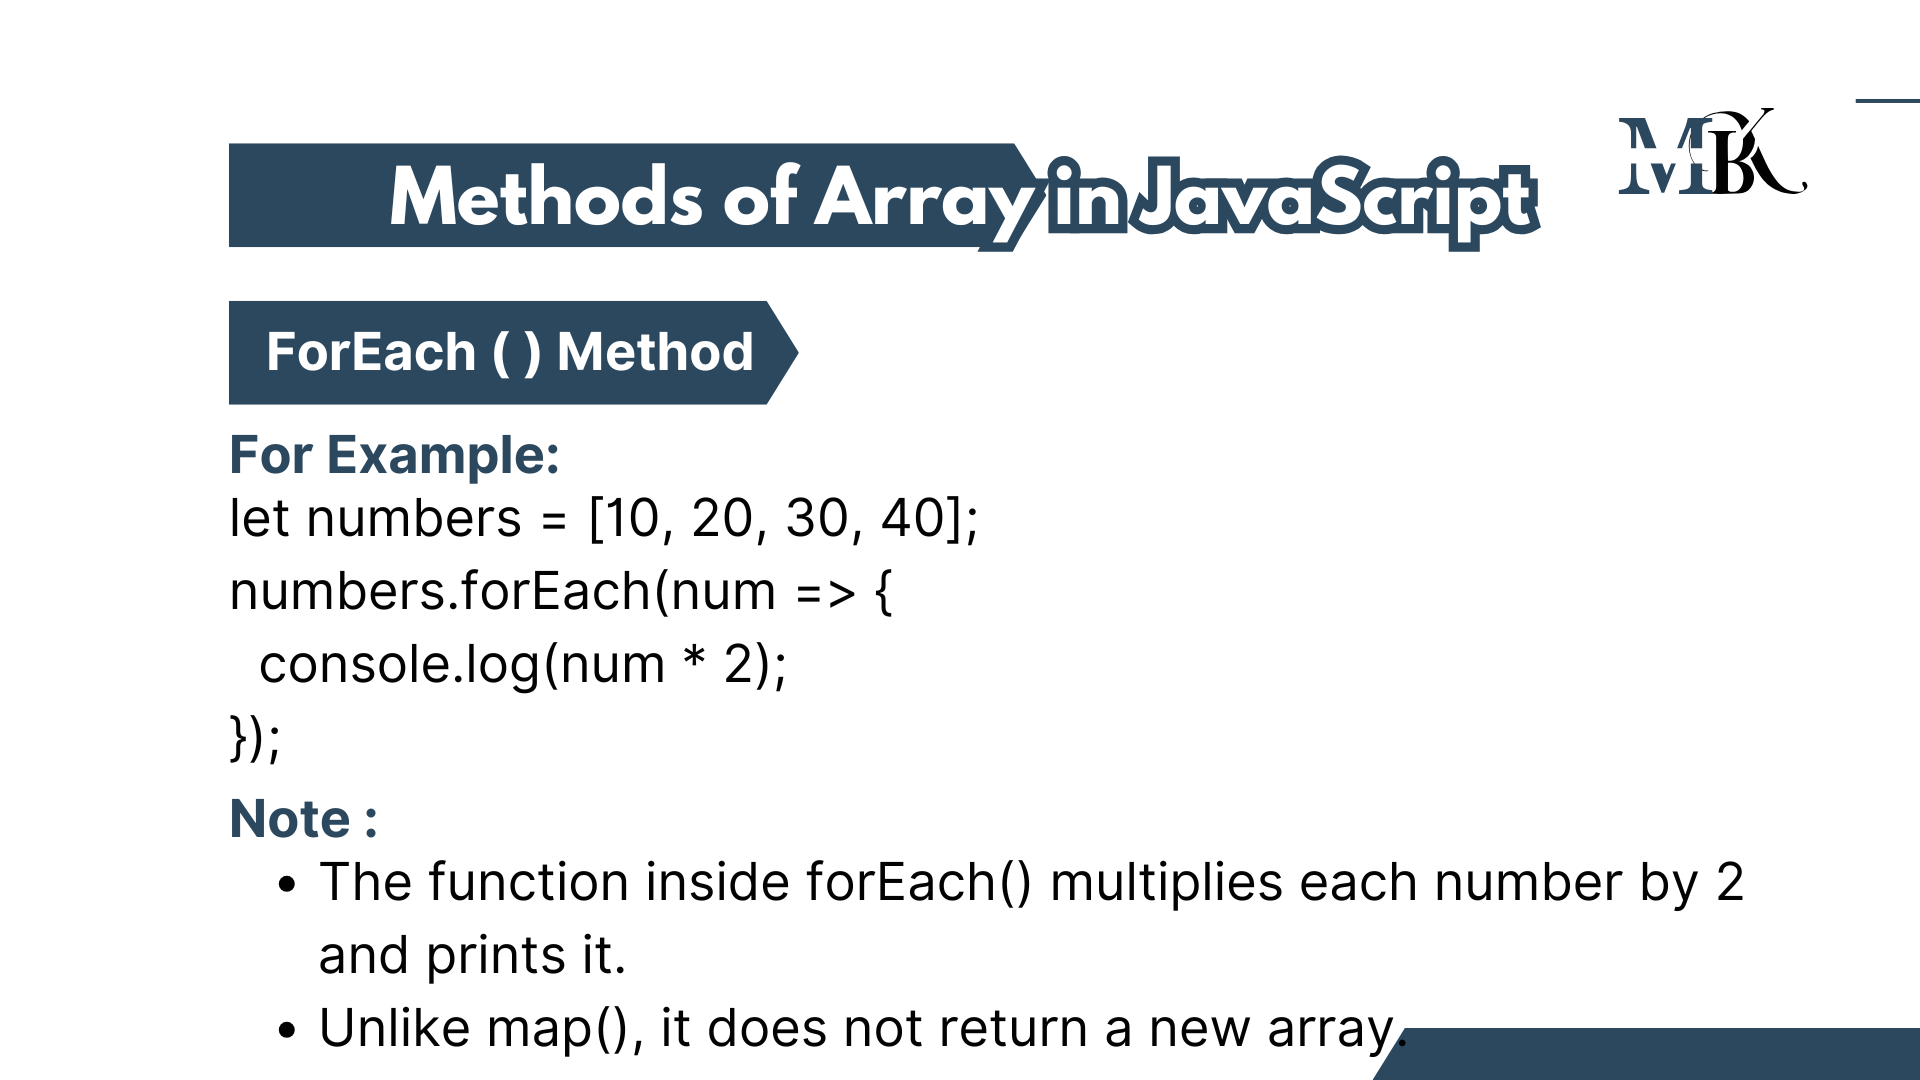 Methods of Array in JavaScript
MBK
ForEach ( ) Method
For Example:
let numbers = [10, 20, 30, 40];
numbers.forEach(num => {
  console.log(num * 2);
});
Note :
• The function inside forEach() multiplies each number by 2
and prints it.
• Unlike map(), it does not return a new array.